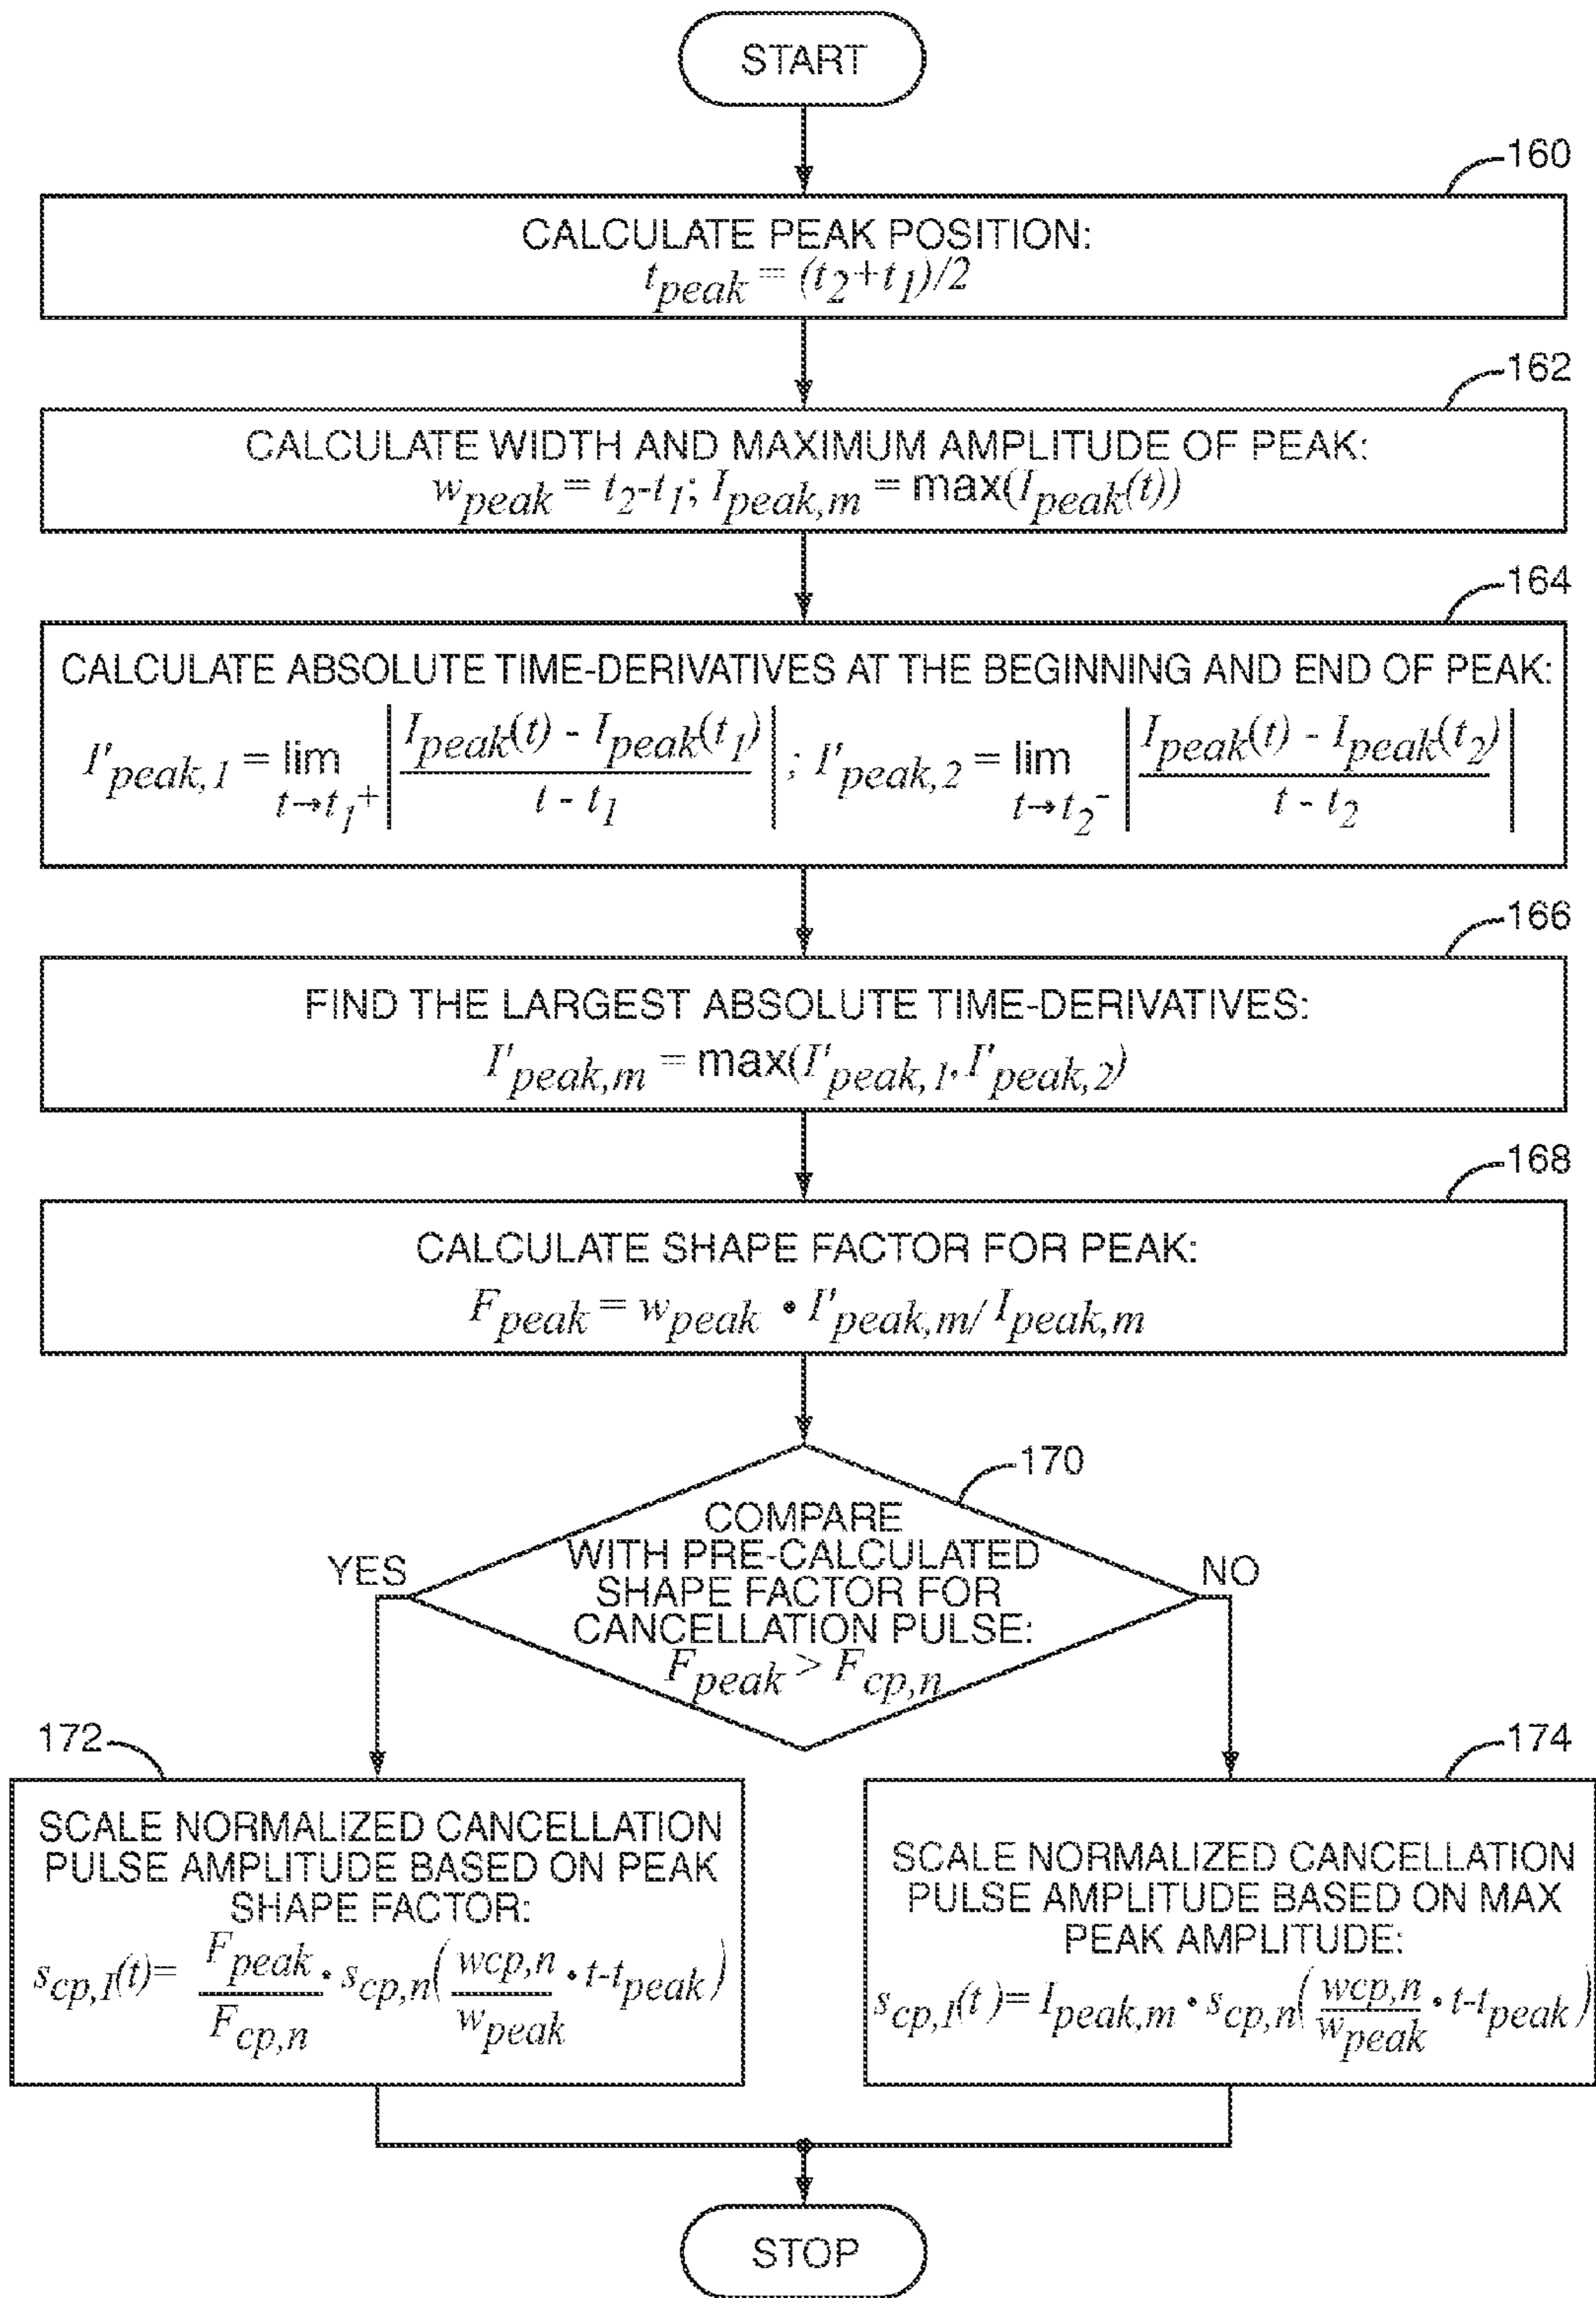 START
160
CALCULATE PEAK POSITION:
t_peak = (t_2+t_1)/2
162
CALCULATE WIDTH AND MAXIMUM AMPLITUDE OF PEAK:
w_peak = t_2-t_1; I_peak,m = max(I_peak(t))
164
CALCULATE ABSOLUTE TIME-DERIVATIVES AT THE BEGINNING AND END OF PEAK:
I'_peak,1 = lim t→t_1+ | (I_peak(t) - I_peak(t_1)) / (t - t_1) | ; I'_peak,2 = lim t→t_2- | (I_peak(t) - I_peak(t_2)) / (t - t_2) |
166
FIND THE LARGEST ABSOLUTE TIME-DERIVATIVES:
I'_peak,m = max(I'_peak,1, I'_peak,2)
168
CALCULATE SHAPE FACTOR FOR PEAK:
F_peak = w_peak • I'_peak,m / I_peak,m
170
COMPARE
WITH PRE-CALCULATED
SHAPE FACTOR FOR
CANCELLATION PULSE:
F_peak > F_cp,n
YES
NO
172
SCALE NORMALIZED CANCELLATION
PULSE AMPLITUDE BASED ON PEAK
SHAPE FACTOR:
s_cp,1(t)= F_peak/F_cp,n • s_cp,n( wcp,n/w_peak • t-t_peak )
174
SCALE NORMALIZED CANCELLATION
PULSE AMPLITUDE BASED ON MAX
PEAK AMPLITUDE:
s_cp,1(t)= I_peak,m • s_cp,n( wcp,n/w_peak • t-t_peak )
STOP